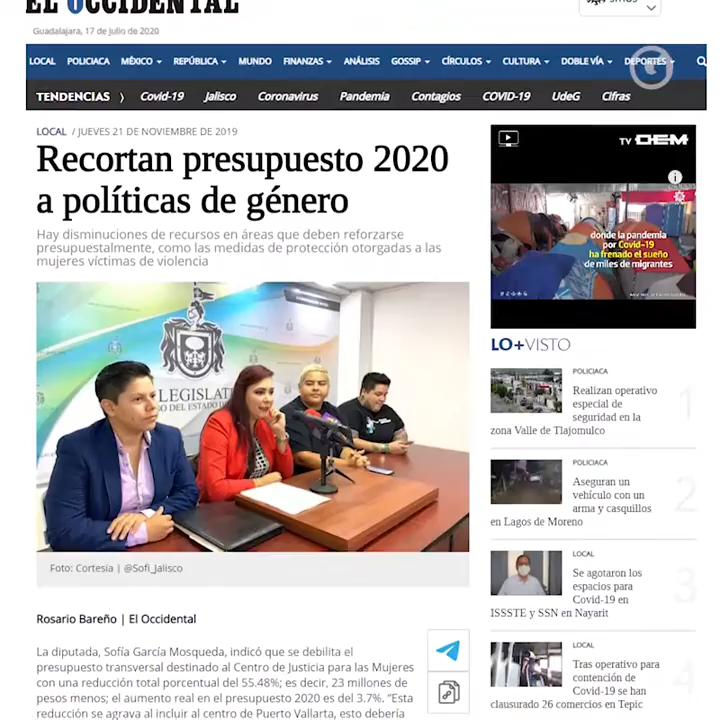 EL OCCIDENTAL
Guadalajara, 17 de julio de 2020
LOCAL POLICIACA MÉXICO REPÚBLICA MUNDO FINANZAS ANÁLISIS GOSSIP CÍRCULOS CULTURA DOBLE VÍA DEPORTES
TENDENCIAS Covid-19 Jalisco Coronavirus Pandemia Contagios COVID-19 UdeG Cifras
LOCAL / JUEVES 21 DE NOVIEMBRE DE 2019
Recortan presupuesto 2020
a políticas de género
Hay disminuciones de recursos en áreas que deben reforzarse
presupuestalmente, como las medidas de protección otorgadas a las
mujeres víctimas de violencia
LEGISLAT
O DEL ESTADO DE
Foto: Cortesía | @Sofi_Jalisco
Rosario Bareño | El Occidental
La diputada, Sofía García Mosqueda, indicó que se debilita el
presupuesto transversal destinado al Centro de Justicia para las Mujeres
con una reducción total porcentual del 55.48%; es decir, 23 millones de
pesos menos; el aumento real en el presupuesto 2020 es del 3.7%. "Esta
reducción se agrava al incluir al centro de Puerto Vallarta, esto debería
TV OEM
donde la pandemia
por Covid-19
ha frenado el sueño
de miles de migrantes
LO+VISTO
POLICIACA
Realizan operativo
especial de
seguridad en la
zona Valle de Tlajomulco
1
POLICIACA
Aseguran un
vehículo con un
arma y casquillos
en Lagos de Moreno
2
LOCAL
Se agotaron los
espacios para
Covid-19 en
ISSSTE y SSN en Nayarit
3
LOCAL
Tras operativo para
contención de
Covid-19 se han
clausurado 26 comercios en Tepic
4